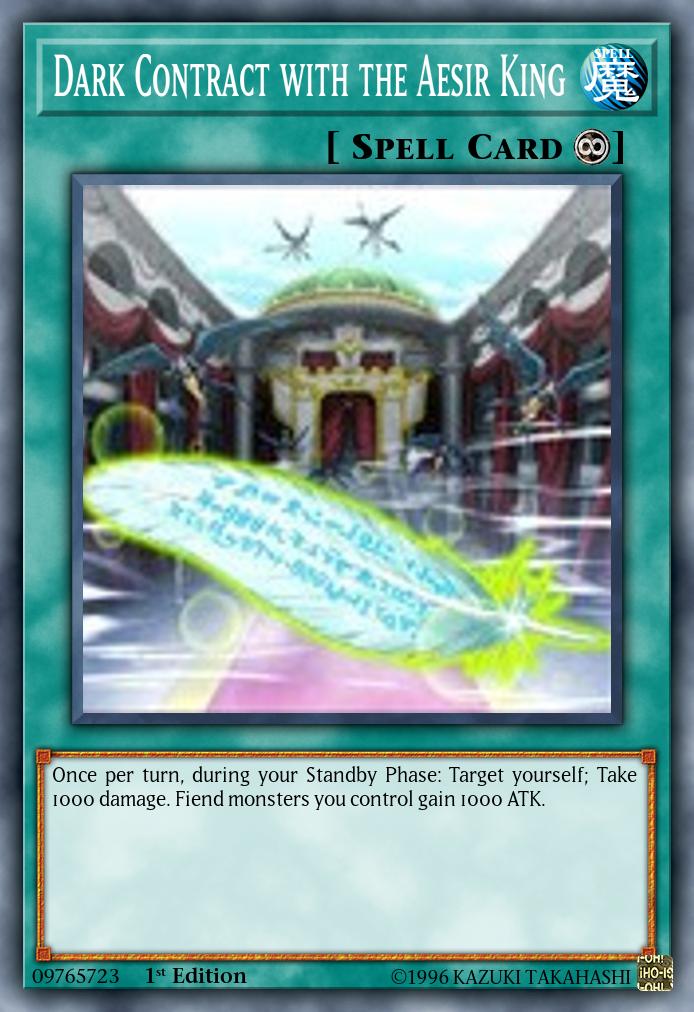 DARK CONTRACT WITH THE AESIR KING
SPELL
魔
[ SPELL CARD ]
Once per turn, during your Standby Phase: Target yourself; Take
1000 damage. Fiend monsters you control gain 1000 ATK.
09765723 1st Edition ©1996 KAZUKI TAKAHASHI